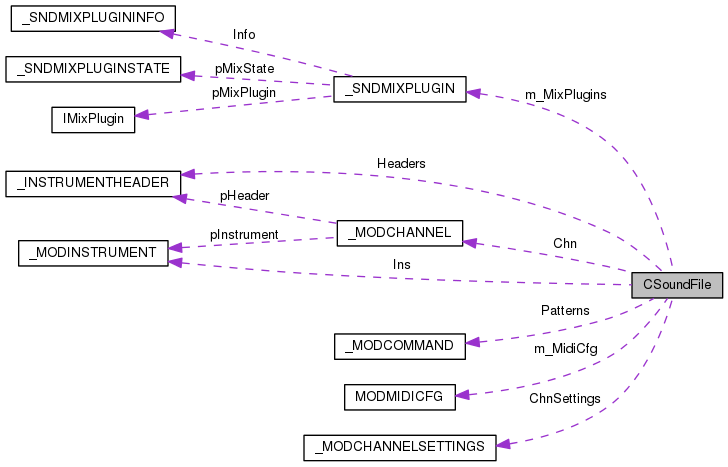 _SNDMIXPLUGININFO
Info
_SNDMIXPLUGINSTATE
pMixState
pMixPlugin
_SNDMIXPLUGIN
m_MixPlugins
IMixPlugin
Headers
_INSTRUMENTHEADER
pHeader
_MODCHANNEL
pInstrument
Chn
_MODINSTRUMENT
Ins
CSoundFile
Patterns
_MODCOMMAND
m_MidiCfg
MODMIDICFG
ChnSettings
_MODCHANNELSETTINGS